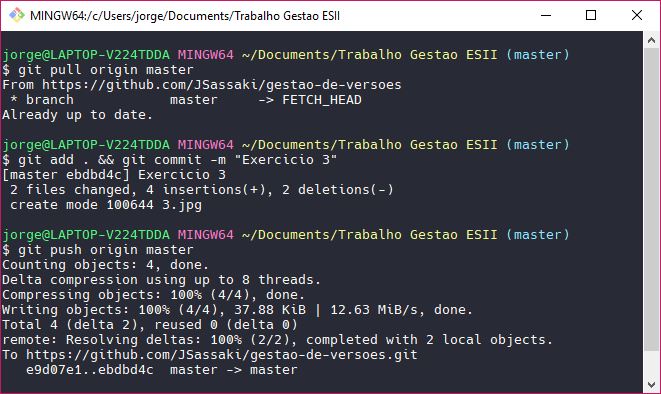 MINGW64:/c/Users/jorge/Documents/Trabalho Gestao ESII
jorge@LAPTOP-V224TDDA MINGW64 ~/Documents/Trabalho Gestao ESII (master)
$ git pull origin master
From https://github.com/JSassaki/gestao-de-versoes
 * branch            master     -> FETCH_HEAD
Already up to date.
jorge@LAPTOP-V224TDDA MINGW64 ~/Documents/Trabalho Gestao ESII (master)
$ git add . && git commit -m "Exercicio 3"
[master ebdbd4c] Exercicio 3
 2 files changed, 4 insertions(+), 2 deletions(-)
 create mode 100644 3.jpg
jorge@LAPTOP-V224TDDA MINGW64 ~/Documents/Trabalho Gestao ESII (master)
$ git push origin master
Counting objects: 4, done.
Delta compression using up to 8 threads.
Compressing objects: 100% (4/4), done.
Writing objects: 100% (4/4), 37.88 KiB | 12.63 MiB/s, done.
Total 4 (delta 2), reused 0 (delta 0)
remote: Resolving deltas: 100% (2/2), completed with 2 local objects.
To https://github.com/JSassaki/gestao-de-versoes.git
   e9d07e1..ebdbd4c  master -> master